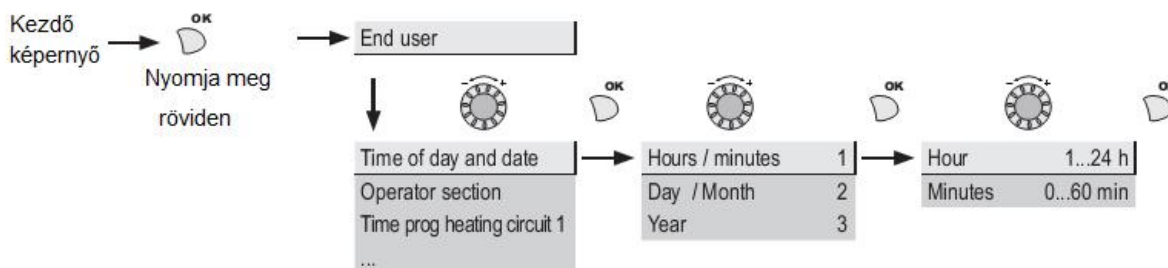 Kezdő
képernyő
OK
Nyomja meg
röviden
End user
- +
OK
- +
OK
- +
OK
Time of day and date
Operator section
Time prog heating circuit 1
...
Hours / minutes 1
Day / Month 2
Year 3
Hour 1...24 h
Minutes 0...60 min